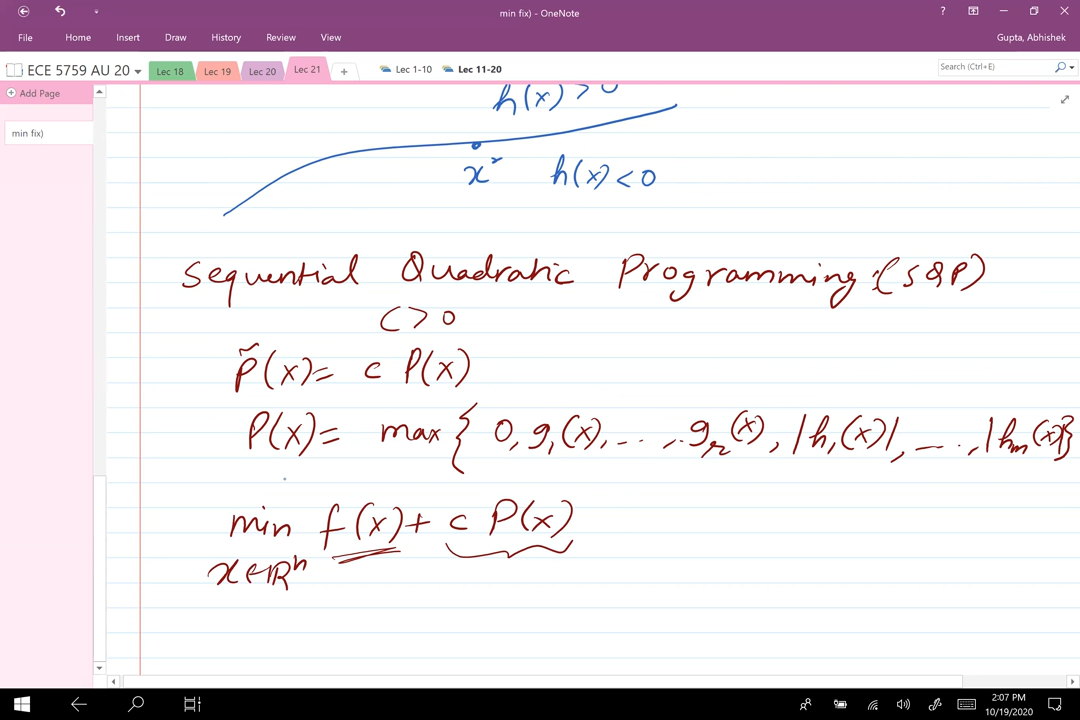 min fix) - OneNote
File Home Insert Draw History Review View Gupta, Abhishek
ECE 5759 AU 20 Lec 18 Lec 19 Lec 20 Lec 21 + Lec 1-10 Lec 11-20 Search (Ctrl+E)
Add Page
min fix)
h(x) > 0
x* h(x) < 0
Sequential Quadratic Programming (SQP)
c > 0
P̃(x) = c P(x)
P(x) = max { 0, g₁(x), ..., gᵣ(x), |h₁(x)|, ..., |hₘ(x)| }
min f(x) + c P(x)
x∈ℝⁿ
2:07 PM
10/19/2020